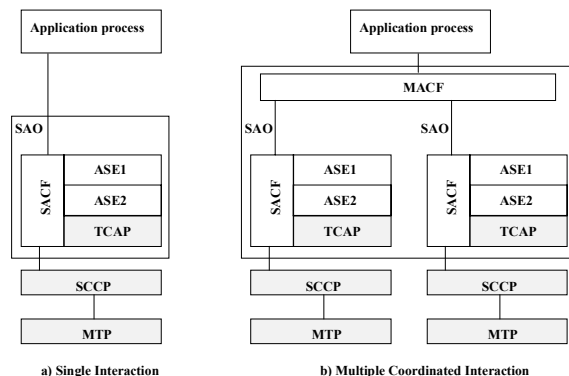 Application process
SAO
SACF
ASE1
ASE2
TCAP
SCCP
MTP
a) Single Interaction
Application process
MACF
SAO
SACF
ASE1
ASE2
TCAP
SCCP
MTP
SAO
SACF
ASE1
ASE2
TCAP
SCCP
MTP
b) Multiple Coordinated Interaction